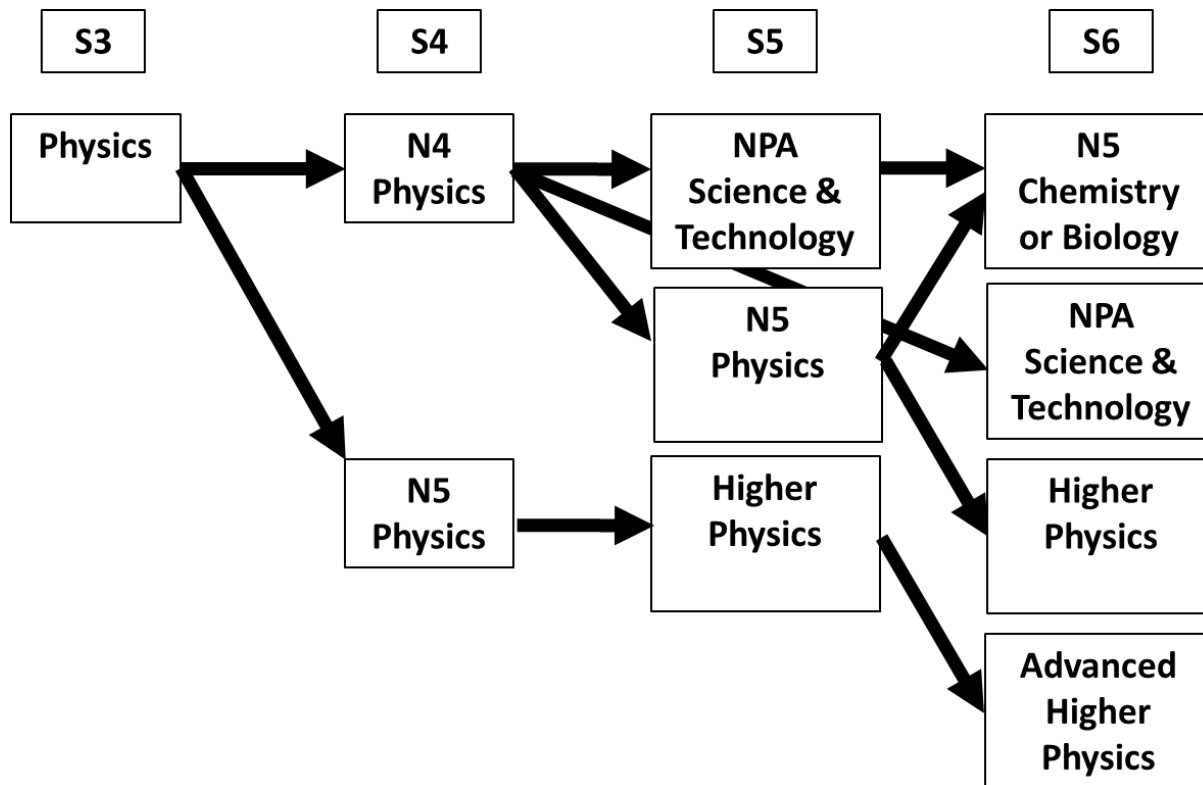 S3
S4
S5
S6
Physics
N4
Physics
NPA
Science &
Technology
N5
Chemistry
or Biology
N5
Physics
NPA
Science &
Technology
N5
Physics
Higher
Physics
Higher
Physics
Advanced
Higher
Physics